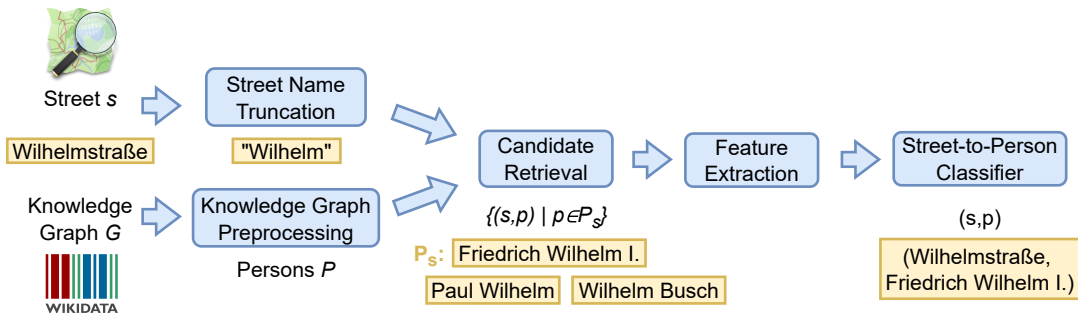 Street s
Wilhelmstraße
Street Name
Truncation
"Wilhelm"
Knowledge
Graph G
WIKIDATA
Knowledge Graph
Preprocessing
Persons P
Candidate
Retrieval
{(s,p) | p∈Pₛ}
Pₛ: Friedrich Wilhelm I.
Paul Wilhelm Wilhelm Busch
Feature
Extraction
Street-to-Person
Classifier
(s,p)
(Wilhelmstraße,
Friedrich Wilhelm I.)